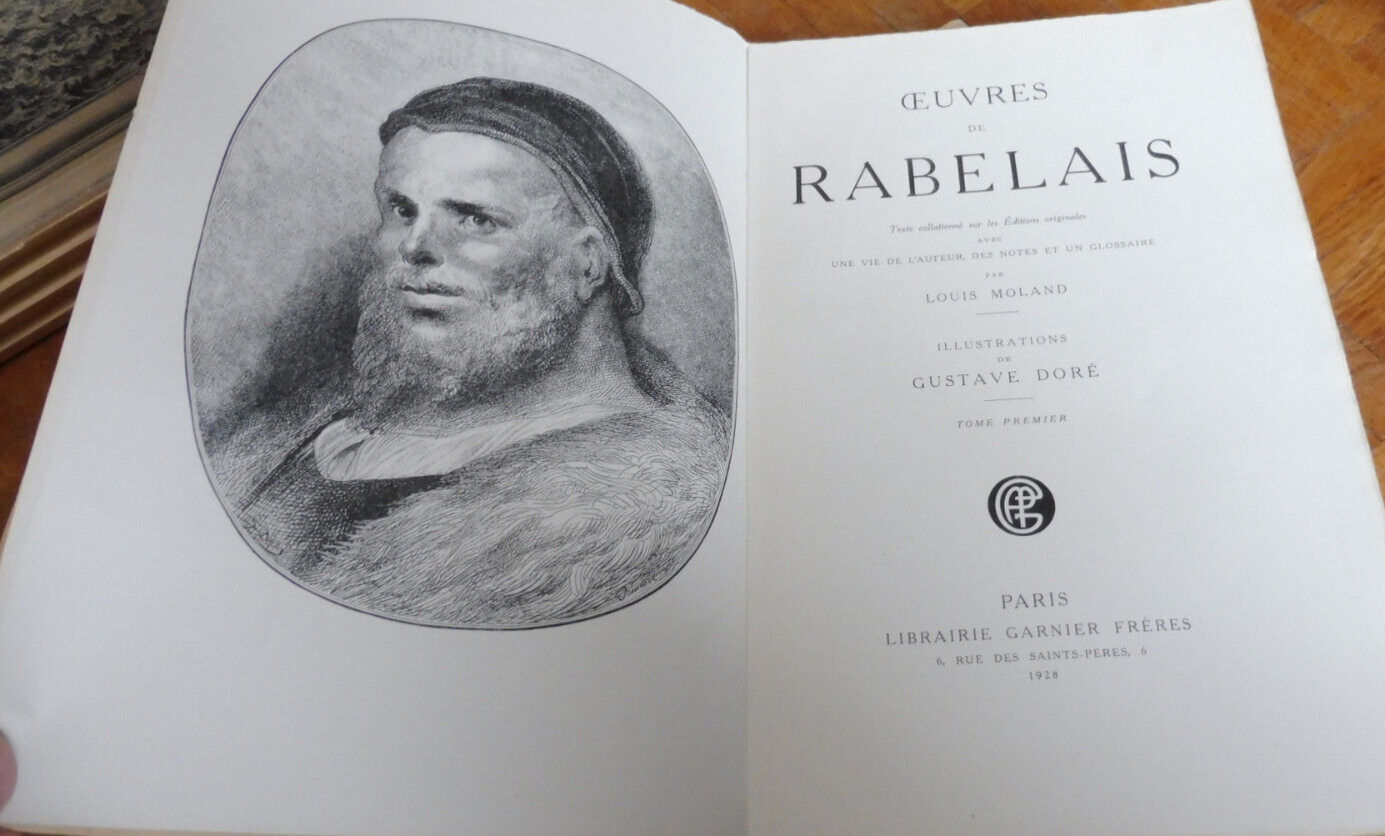 ŒUVRES
DE
RABELAIS
Texte collationné sur les Éditions originales
AVEC
UNE VIE DE L'AUTEUR, DES NOTES ET UN GLOSSAIRE
PAR
LOUIS MOLAND
ILLUSTRATIONS
DE
GUSTAVE DORÉ
TOME PREMIER
PARIS
LIBRAIRIE GARNIER FRÈRES
6, RUE DES SAINTS-PÈRES, 6
1928